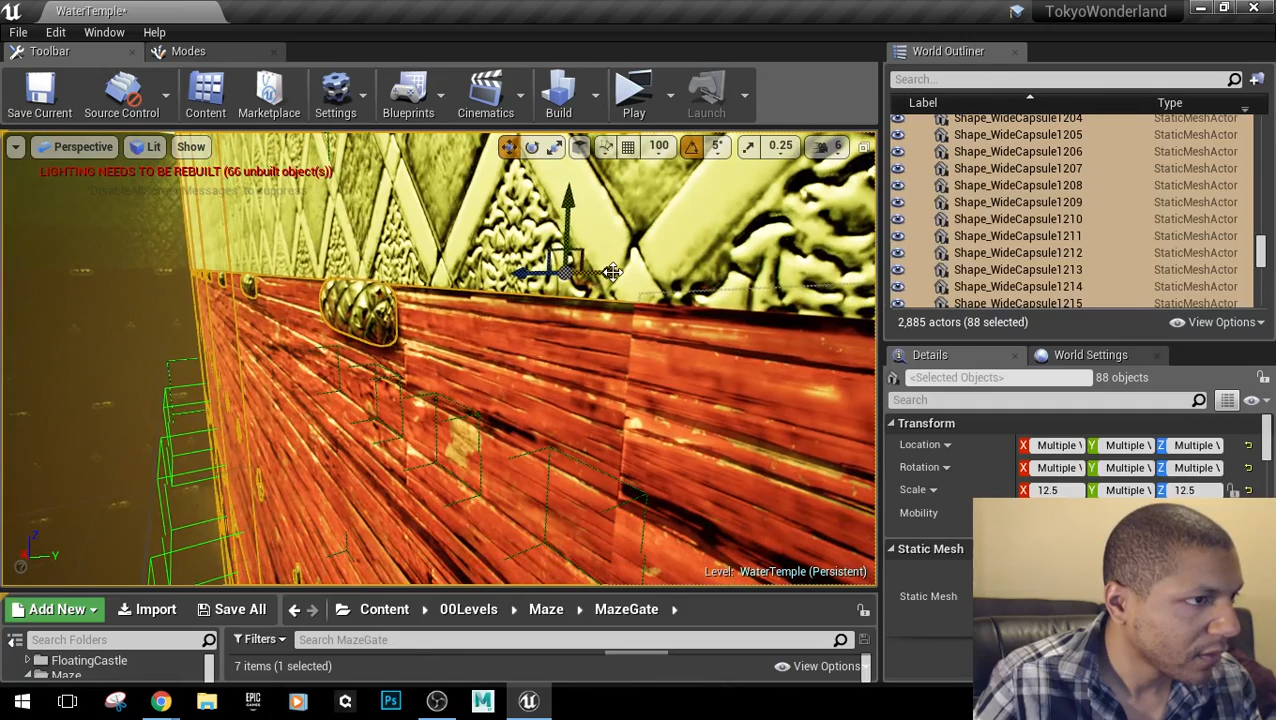 WaterTemple*
TokyoWonderland
File Edit Window Help
Toolbar
Modes
World Outliner
Save Current
Source Control
Content
Marketplace
Settings
Blueprints
Cinematics
Build
Play
Launch
Search...
Label
Type
Shape_WideCapsule1204 StaticMeshActor
Shape_WideCapsule1205 StaticMeshActor
Shape_WideCapsule1206 StaticMeshActor
Shape_WideCapsule1207 StaticMeshActor
Shape_WideCapsule1208 StaticMeshActor
Shape_WideCapsule1209 StaticMeshActor
Shape_WideCapsule1210 StaticMeshActor
Shape_WideCapsule1211 StaticMeshActor
Shape_WideCapsule1212 StaticMeshActor
Shape_WideCapsule1213 StaticMeshActor
Shape_WideCapsule1214 StaticMeshActor
Shape_WideCapsule1215 StaticMeshActor
2,885 actors (88 selected)
View Options
Perspective
Lit
Show
100
5°
0.25
6
LIGHTING NEEDS TO BE REBUILT (66 unbuilt object(s))
'DisableAllScreenMessages' to suppress
Z
X
Y
Level: WaterTemple (Persistent)
Details
World Settings
<Selected Objects>
88 objects
Search
Transform
Location X Multiple V Y Multiple V Z Multiple V
Rotation X Multiple V Y Multiple V Z Multiple V
Scale X 12.5 Y Multiple V Z 12.5
Mobility
Static Mesh
Static Mesh
Add New
Import
Save All
Content
00Levels
Maze
MazeGate
Search Folders
Filters
Search MazeGate
FloatingCastle
Maze
7 items (1 selected)
View Options
EPIC
GAMES
Ps
M